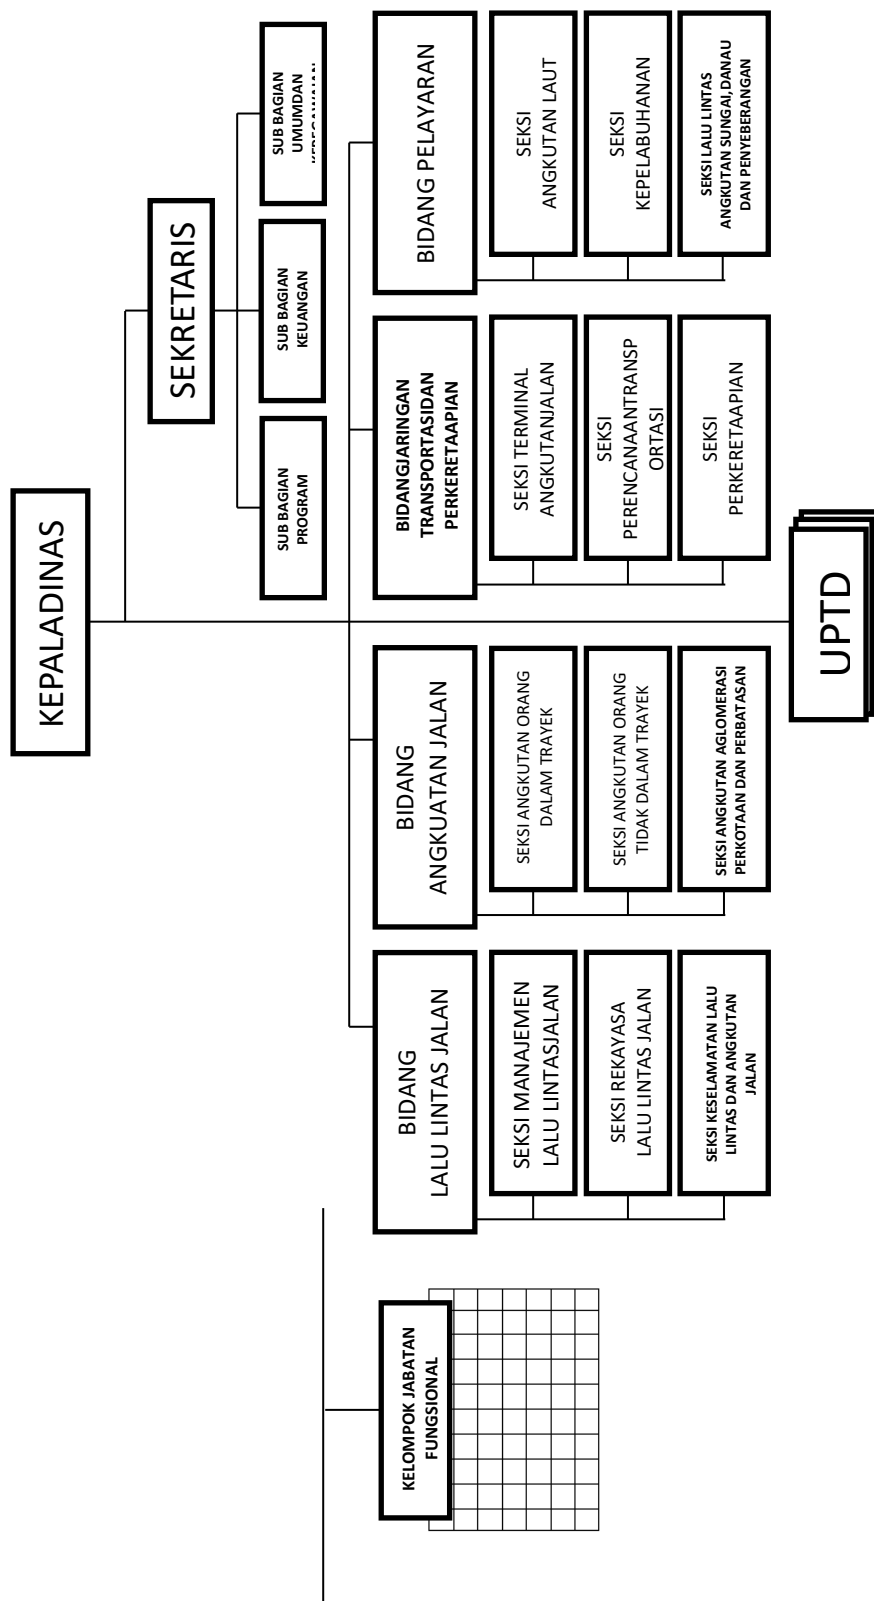 KEPALADINAS
SEKRETARIS
SUB BAGIAN
PROGRAM
SUB BAGIAN
KEUANGAN
SUB BAGIAN
UMUMDAN
KELOMPOK JABATAN
FUNGSIONAL
BIDANG
LALU LINTAS JALAN
SEKSI MANAJEMEN
LALU LINTASJALAN
SEKSI REKAYASA
LALU LINTAS JALAN
SEKSI KESELAMATAN LALU
LINTAS DAN ANGKUTAN
JALAN
BIDANG
ANGKUATAN JALAN
SEKSI ANGKUTAN ORANG
DALAM TRAYEK
SEKSI ANGKUTAN ORANG
TIDAK DALAM TRAYEK
SEKSI ANGKUTAN AGLOMERASI
PERKOTAAN DAN PERBATASAN
BIDANGJARINGAN
TRANSPORTASIDAN
PERKERETAAPIAN
SEKSI TERMINAL
ANGKUTANJALAN
SEKSI
PERENCANAANTRANSP
ORTASI
SEKSI
PERKERETAAPIAN
BIDANG PELAYARAN
SEKSI
ANGKUTAN LAUT
SEKSI
KEPELABUHANAN
SEKSI LALU LINTAS
ANGKUTAN SUNGAI,DANAU
DAN PENYEBERANGAN
UPTD